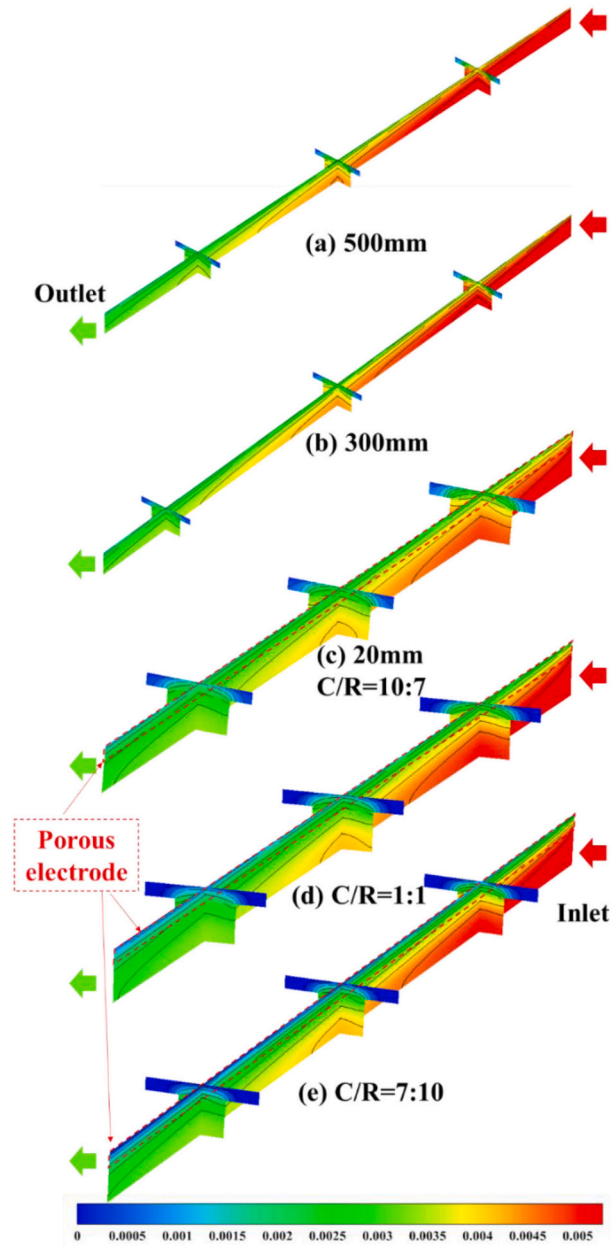 (a) 500mm
Outlet
(b) 300mm
(c) 20mm
C/R=10:7
Porous
electrode
(d) C/R=1:1
Inlet
(e) C/R=7:10
0 0.0005 0.001 0.0015 0.002 0.0025 0.003 0.0035 0.004 0.0045 0.005